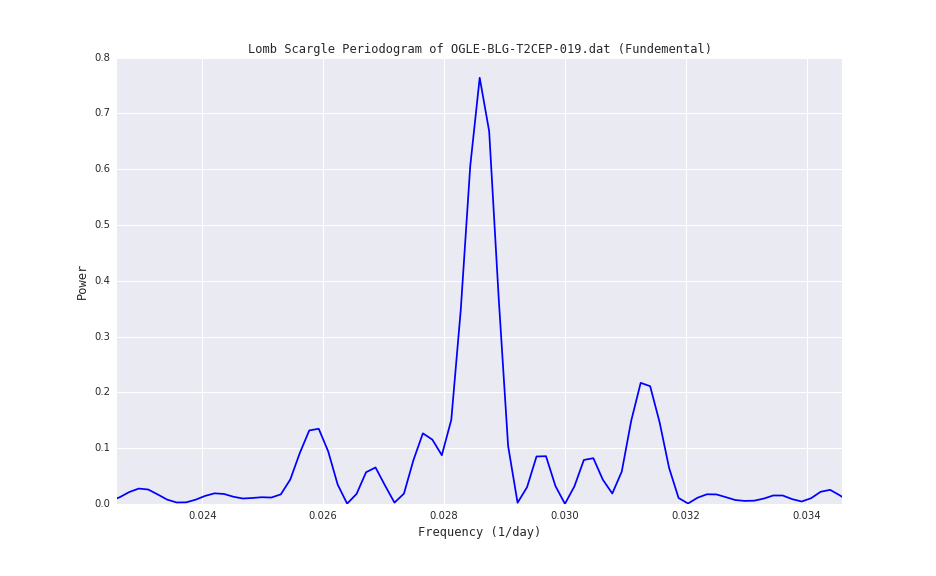 Lomb Scargle Periodogram of OGLE-BLG-T2CEP-019.dat (Fundemental)
0.8
0.7
0.6
0.5
0.4
0.3
0.2
0.1
0.0
Power
0.024 0.026 0.028 0.030 0.032 0.034
Frequency (1/day)